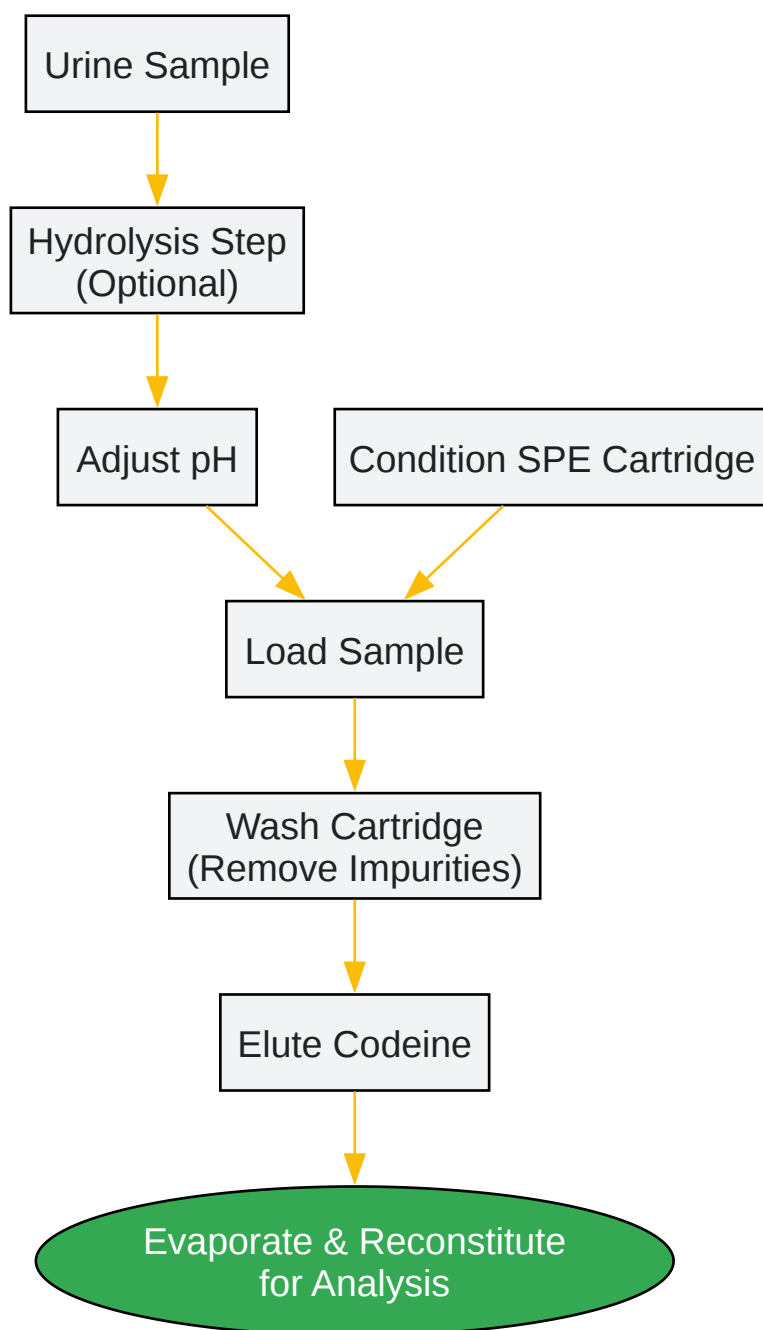 Urine Sample
Hydrolysis Step
(Optional)
Adjust pH
Condition SPE Cartridge
Load Sample
Wash Cartridge
(Remove Impurities)
Elute Codeine
Evaporate & Reconstitute
for Analysis